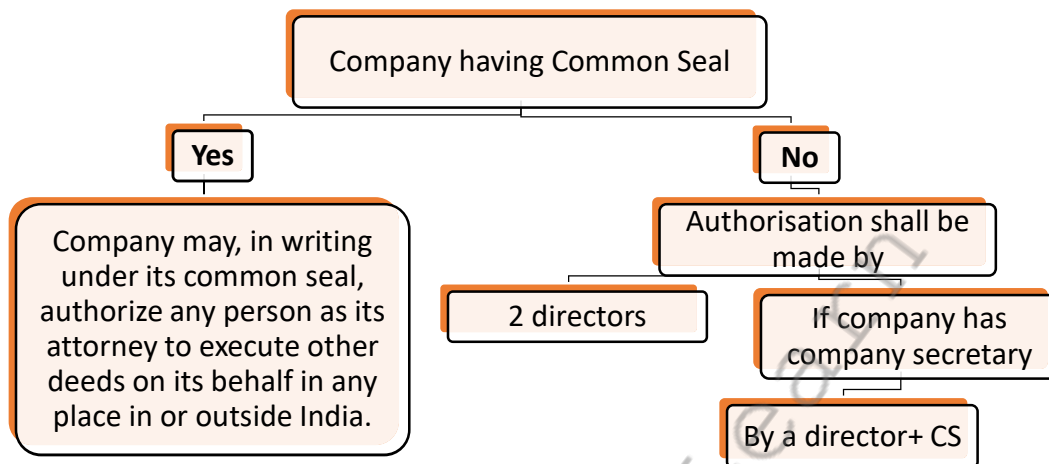 Company having Common Seal
Yes
No
Company may, in writing
under its common seal,
authorize any person as its
attorney to execute other
deeds on its behalf in any
place in or outside India.
Authorisation shall be
made by
2 directors
If company has
company secretary
By a director+ CS